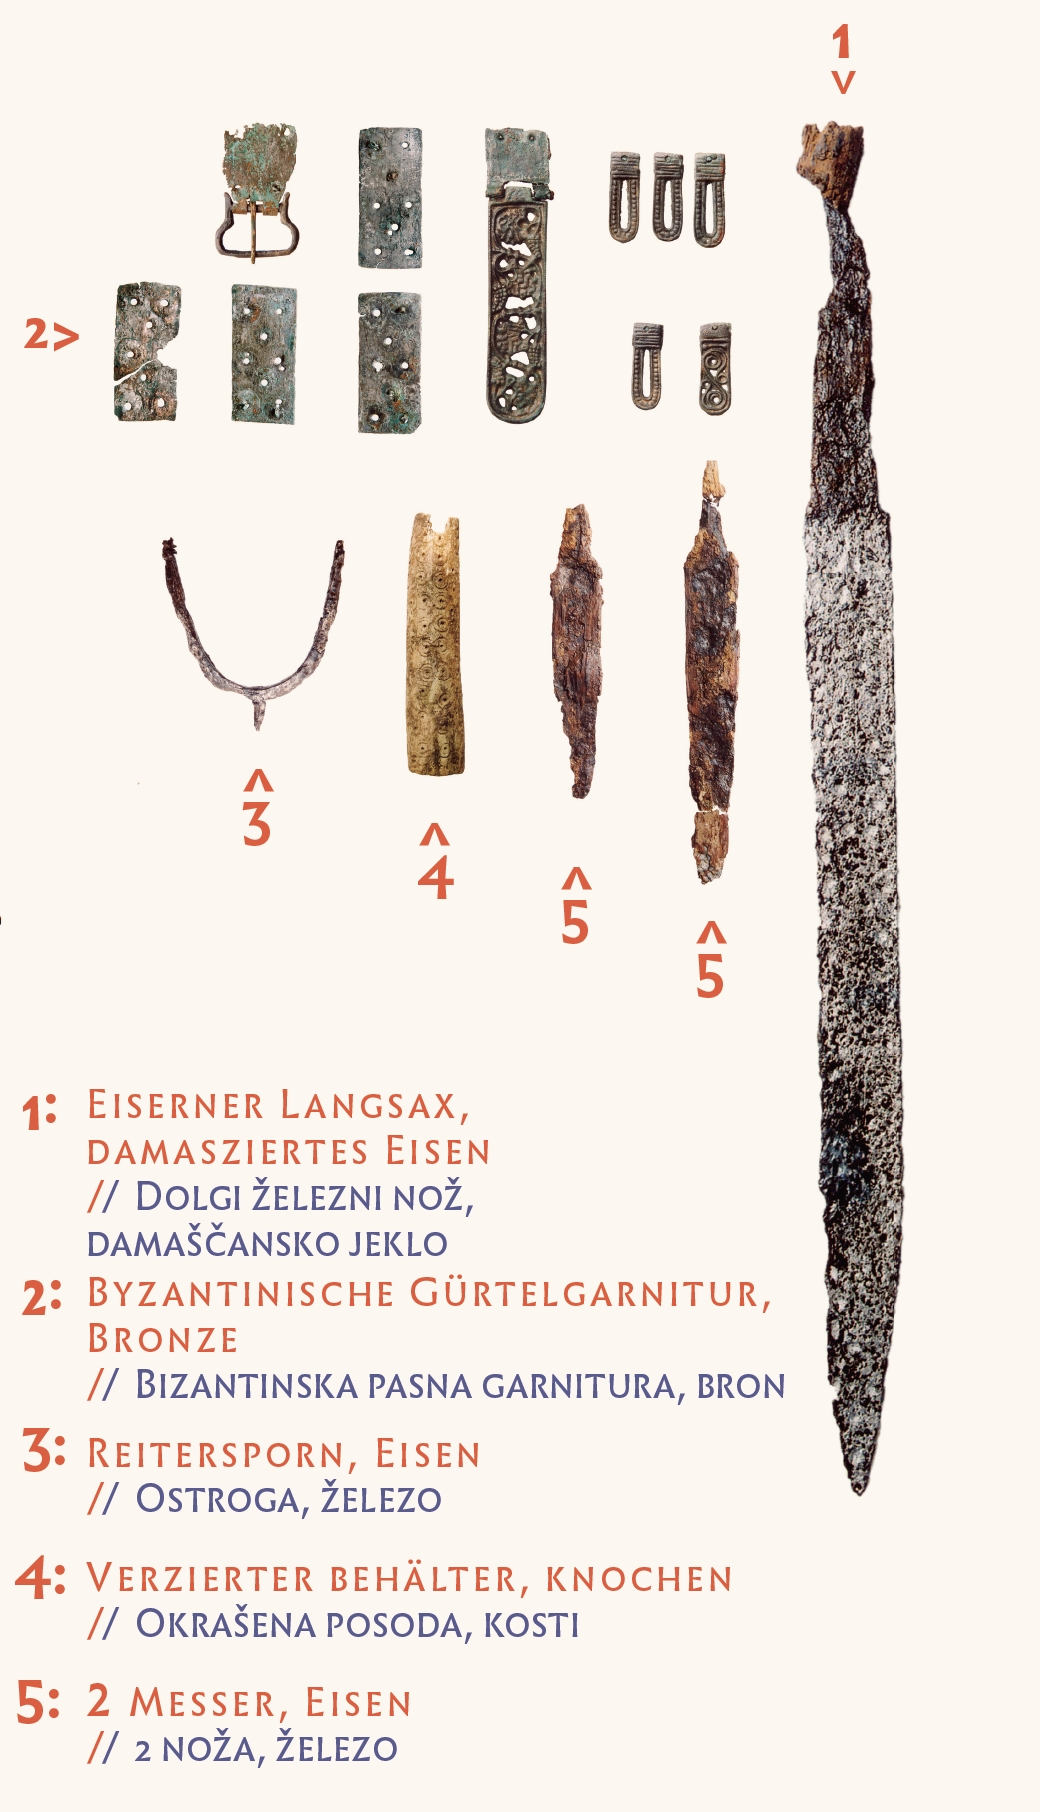 1
V
2>
^
3
^
4
^
5
^
5
1: EISERNER LANGSAX,
DAMASZIERTES EISEN
// DOLGI ŽELEZNI NOŽ,
DAMAŠČANSKO JEKLO
2: BYZANTINISCHE GÜRTELGARNITUR,
BRONZE
// BIZANTINSKA PASNA GARNITURA, BRON
3: REITERSPORN, EISEN
// OSTROGA, ŽELEZO
4: VERZIERTER BEHÄLTER, KNOCHEN
// OKRAŠENA POSODA, KOSTI
5: 2 MESSER, EISEN
// 2 NOŽA, ŽELEZO